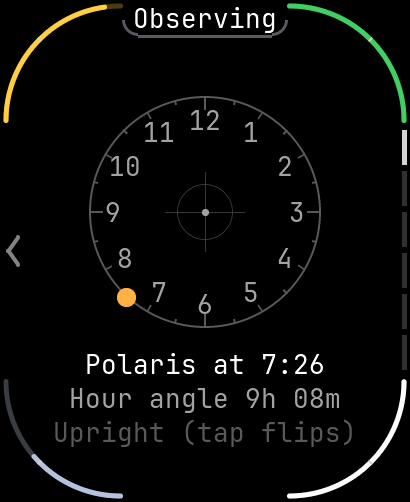 Observing
12
11 1
10 2
9 3
8 4
7 5
6
Polaris at 7:26
Hour angle 9h 08m
Upright (tap flips)